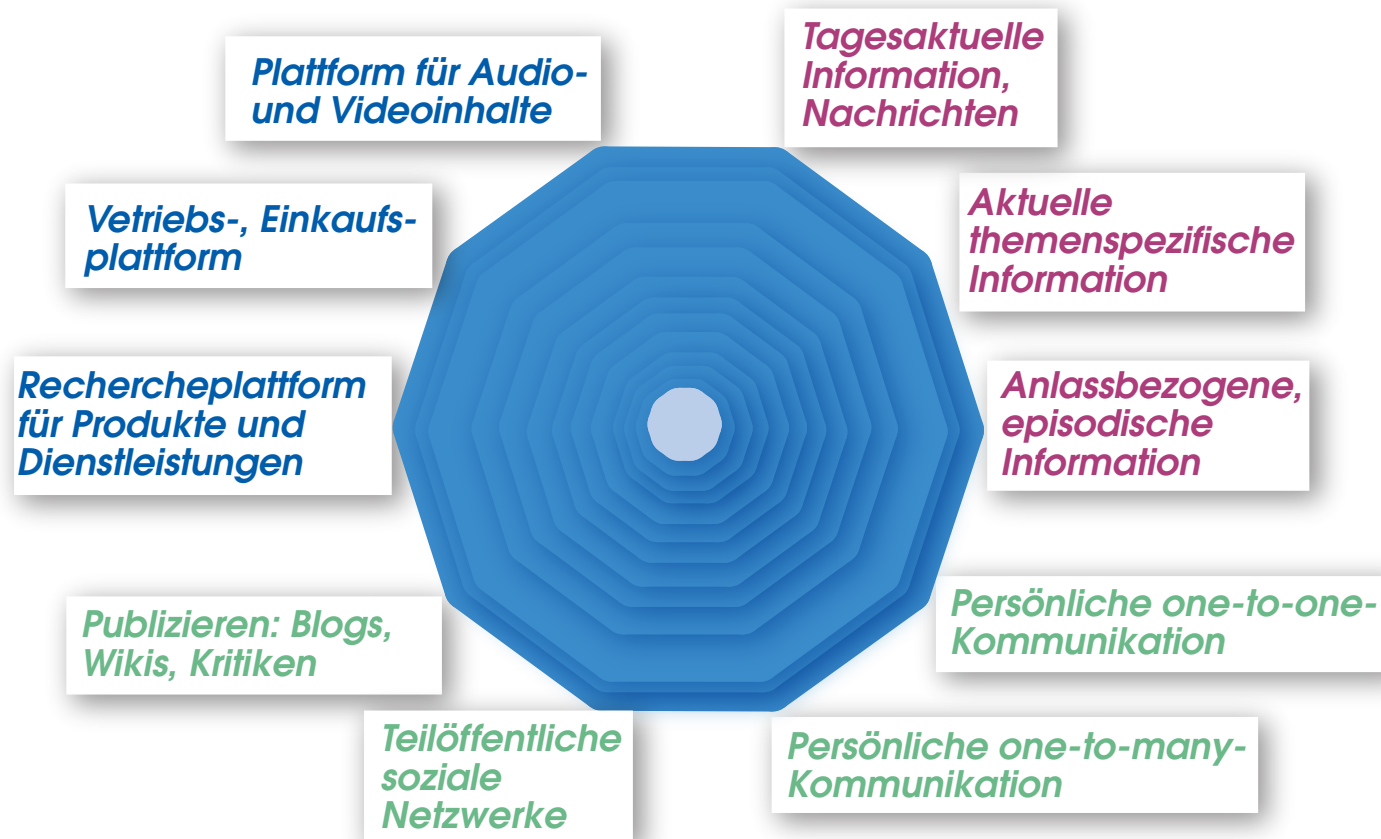 Plattform für Audio-
und Videoinhalte
Tagesaktuelle
Information,
Nachrichten
Vetriebs-, Einkaufs-
plattform
Aktuelle
themenspezifische
Information
Rechercheplattform
für Produkte und
Dienstleistungen
Anlassbezogene,
episodische
Information
Publizieren: Blogs,
Wikis, Kritiken
Persönliche one-to-one-
Kommunikation
Teilöffentliche
soziale
Netzwerke
Persönliche one-to-many-
Kommunikation